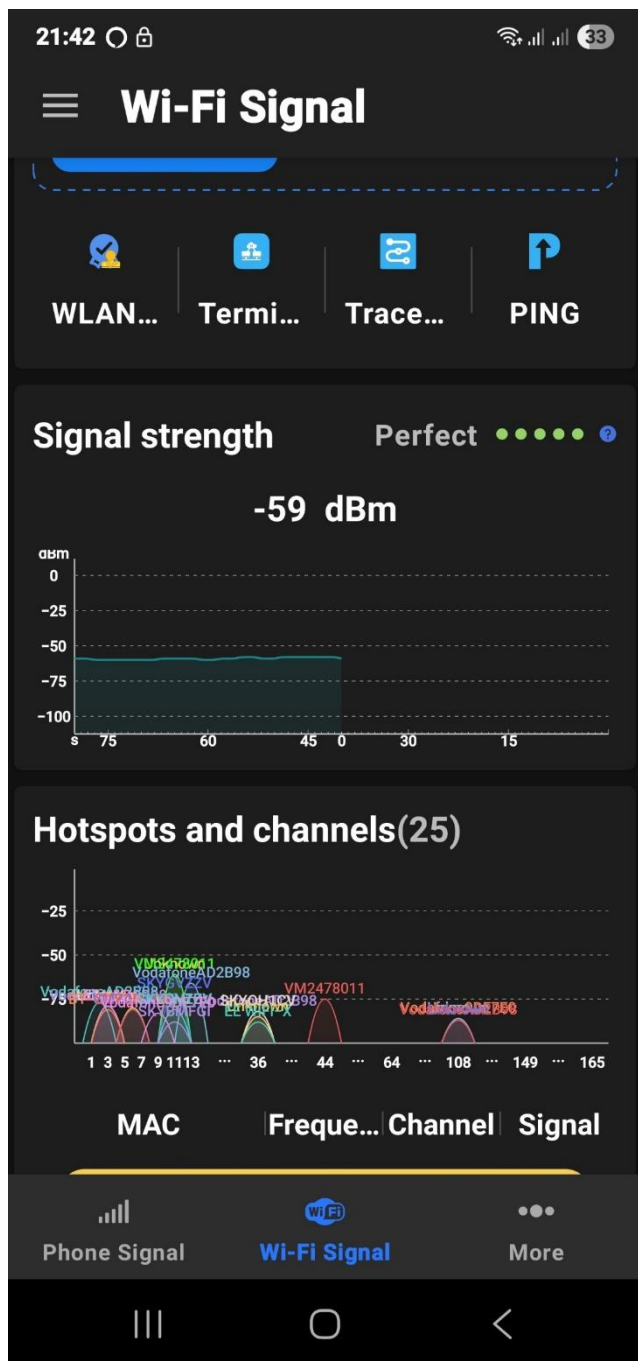 21:42 33
Wi-Fi Signal
WLAN... Termi... Trace... PING
Signal strength Perfect
-59 dBm
dBm
0
-25
-50
-75
-100
s 75 60 45 0 30 15
Hotspots and channels(25)
-25
-50
VM2478011
VodafoneAD2B98
SKYGVZZV
VM2478011
-75
1 3 5 7 9 11 13 ... 36 ... 44 ... 64 ... 108 ... 149 ... 165
MAC Freque... Channel Signal
WiFi
Phone Signal Wi-Fi Signal More